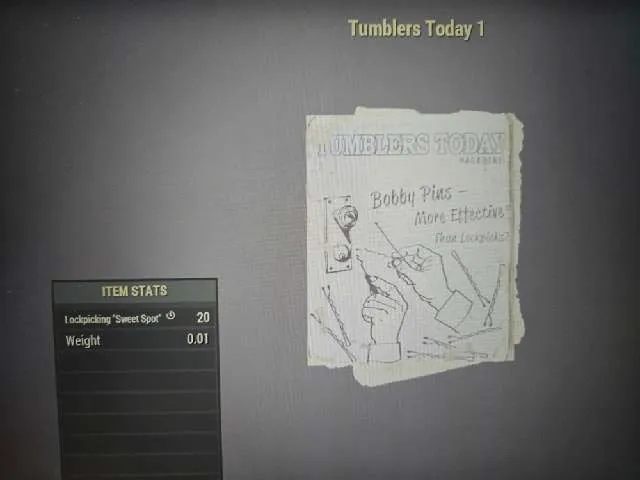 Tumblers Today 1
TUMBLERS TODAY
MAGAZINE
Bobby Pins -
More Effective
Than Lockpicks?
ITEM STATS
Lockpicking "Sweet Spot" 20
Weight 0.01